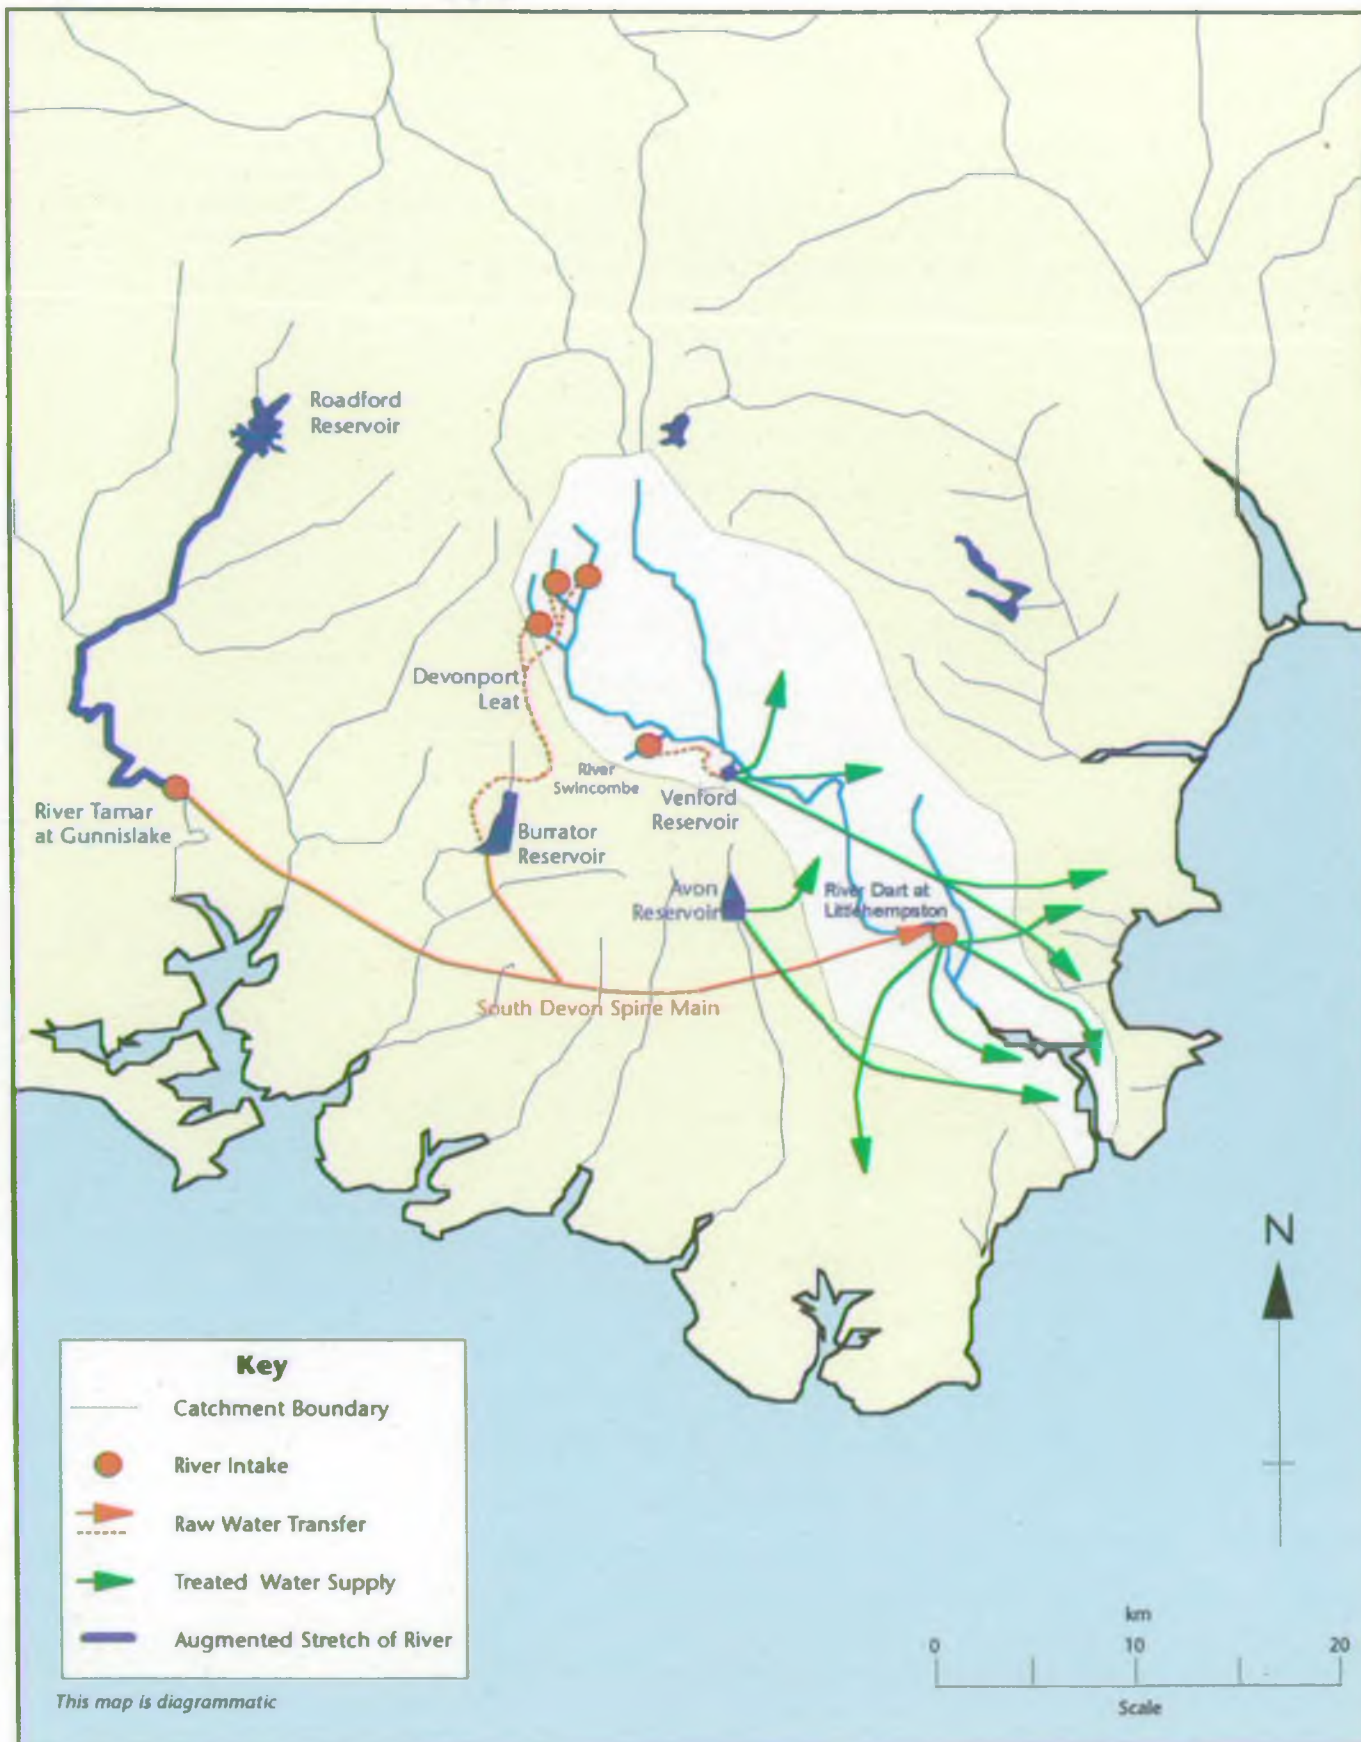 Roadford
Reservoir
Devonport
Leat
River
Swincombe
Venford
Reservoir
River Tamar
at Gunnislake
Burrator
Reservoir
Avon
Reservoir
River Dart at
Littlehempston
South Devon Spine Main
N
Key
Catchment Boundary
River Intake
Raw Water Transfer
Treated Water Supply
Augmented Stretch of River
This map is diagrammatic
km
0 10 20
Scale